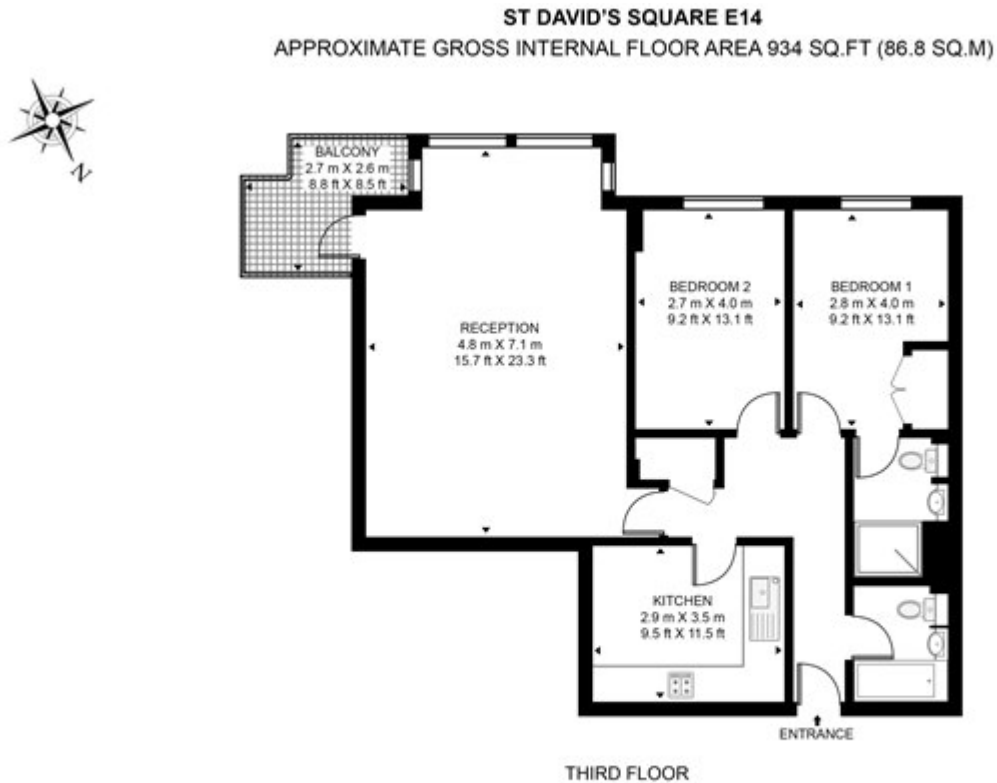 ST DAVID'S SQUARE E14
APPROXIMATE GROSS INTERNAL FLOOR AREA 934 SQ.FT (86.8 SQ.M)
N
BALCONY
2.7 m X 2.6 m
8.8 ft X 8.5 ft
BEDROOM 2
2.7 m X 4.0 m
9.2 ft X 13.1 ft
BEDROOM 1
2.8 m X 4.0 m
9.2 ft X 13.1 ft
RECEPTION
4.8 m X 7.1 m
15.7 ft X 23.3 ft
KITCHEN
2.9 m X 3.5 m
9.5 ft X 11.5 ft
ENTRANCE
THIRD FLOOR